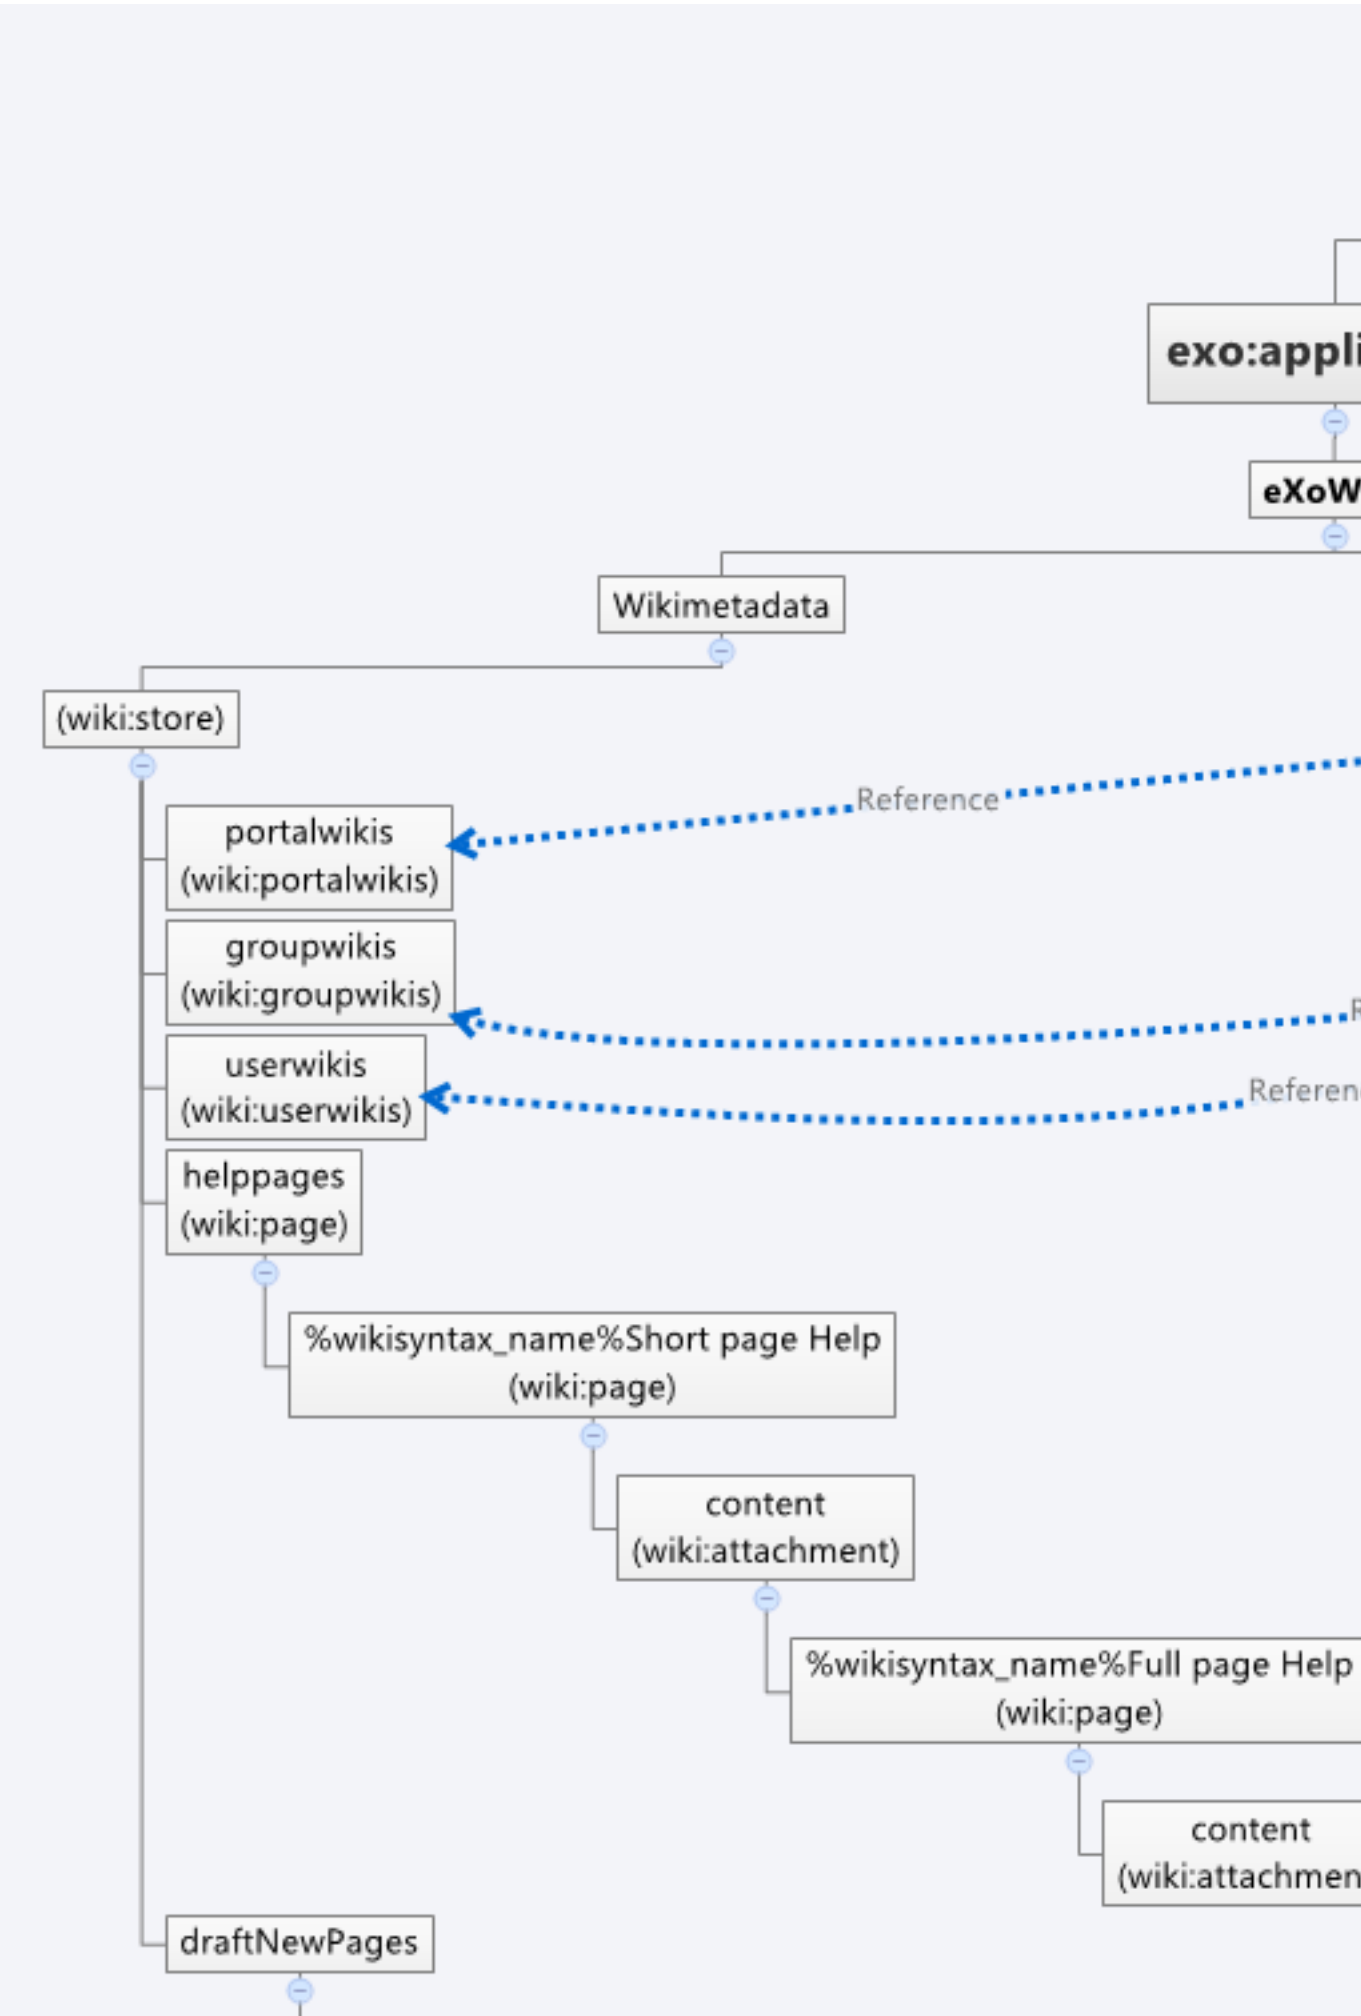 exo:appli
eXoW
Wikimetadata
(wiki:store)
portalwikis
(wiki:portalwikis)
Reference
groupwikis
(wiki:groupwikis)
R
userwikis
(wiki:userwikis)
Referenc
helppages
(wiki:page)
%wikisyntax_name%Short page Help
(wiki:page)
content
(wiki:attachment)
%wikisyntax_name%Full page Help
(wiki:page)
content
(wiki:attachmen
draftNewPages